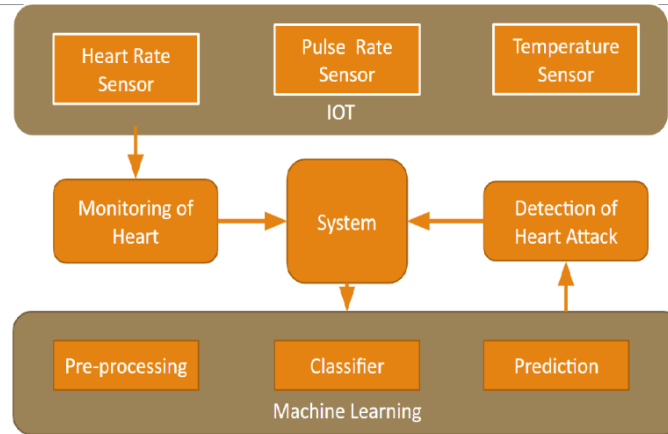 Heart Rate
Sensor
Pulse Rate
Sensor
Temperature
Sensor
IOT
Monitoring of
Heart
System
Detection of
Heart Attack
Pre-processing
Classifier
Prediction
Machine Learning